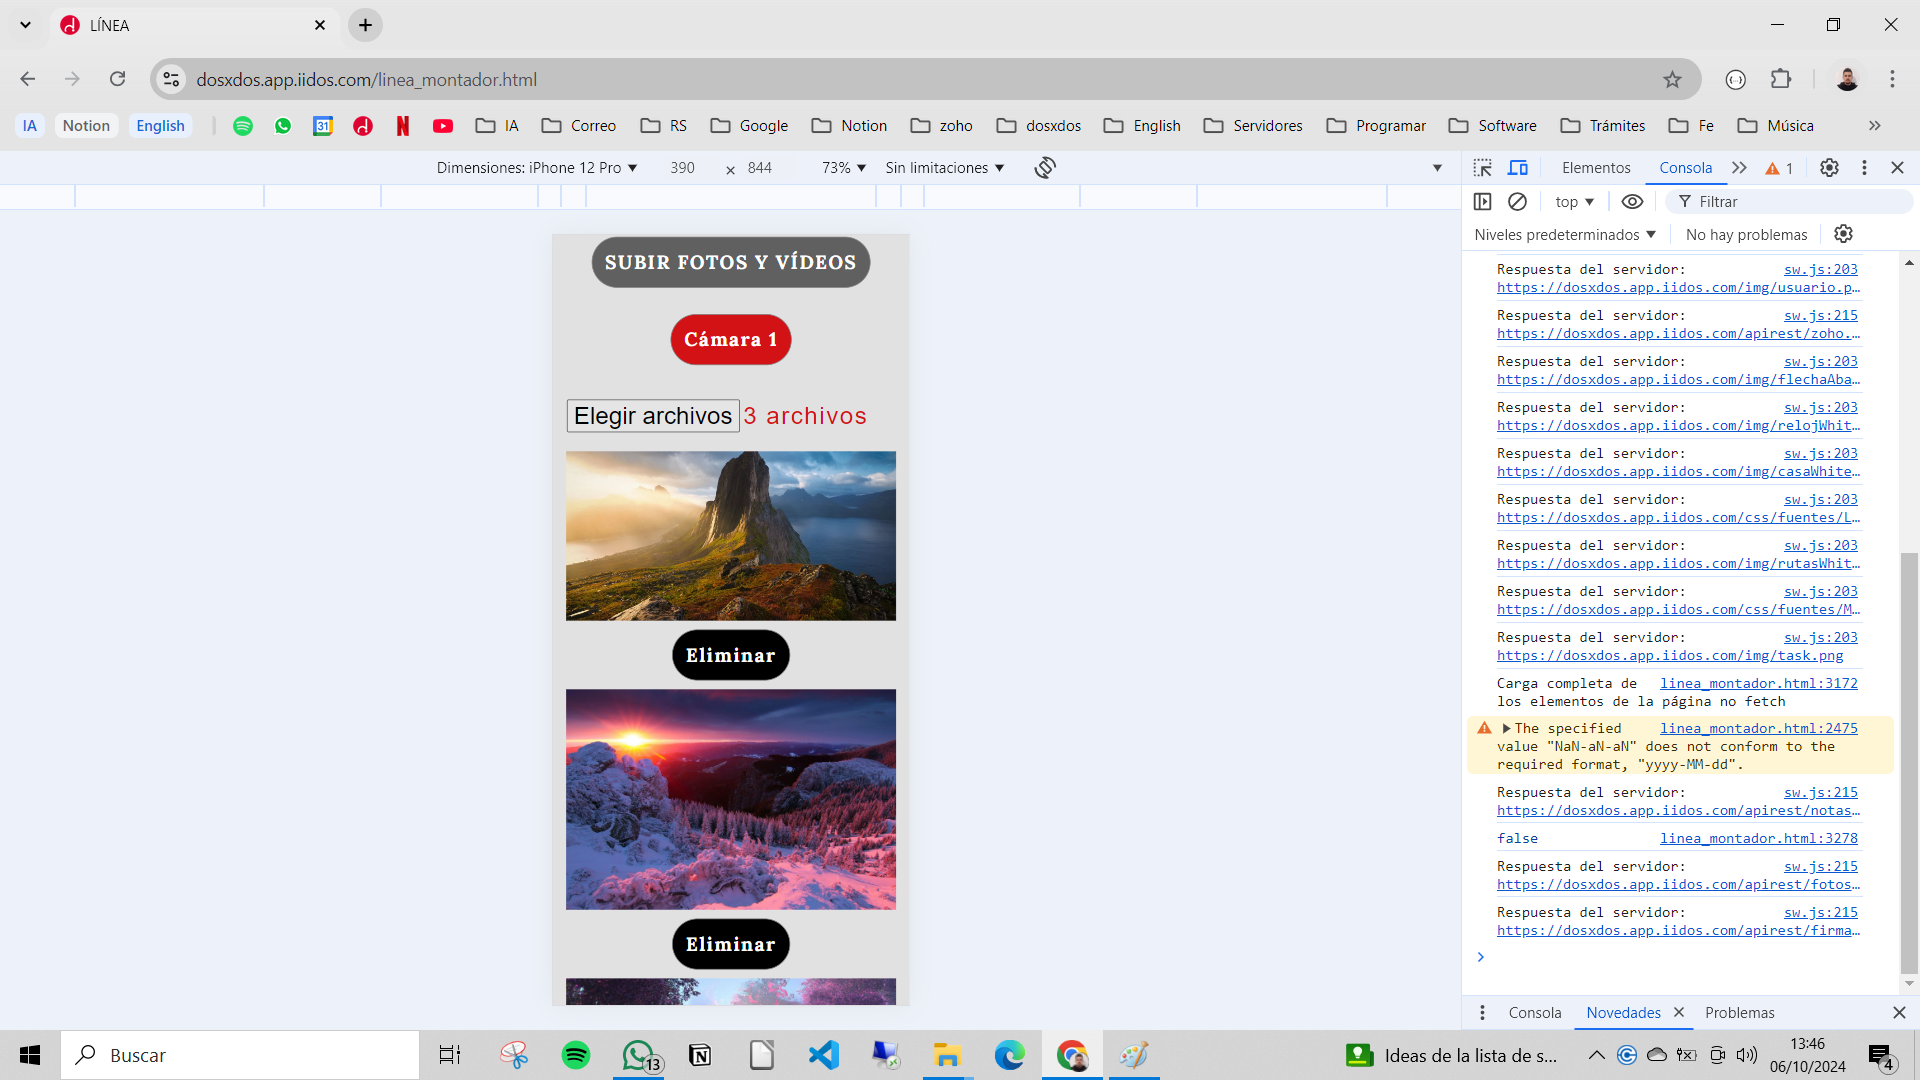 LÍNEA
dosxdos.app.iidos.com/linea_montador.html
IA
Notion
English
31
IA
Correo
RS
Google
Notion
zoho
dosxdos
English
Servidores
Programar
Software
Trámites
Fe
Música
Dimensiones: iPhone 12 Pro
390
×
844
73%
Sin limitaciones
Elementos
Consola
1
top
Filtrar
Niveles predeterminados
No hay problemas
SUBIR FOTOS Y VÍDEOS
Cámara 1
Elegir archivos 3 archivos
Eliminar
Eliminar
Respuesta del servidor: sw.js:203
https://dosxdos.app.iidos.com/img/usuario.p…
Respuesta del servidor: sw.js:215
https://dosxdos.app.iidos.com/apirest/zoho.…
Respuesta del servidor: sw.js:203
https://dosxdos.app.iidos.com/img/flechaAba…
Respuesta del servidor: sw.js:203
https://dosxdos.app.iidos.com/img/relojWhit…
Respuesta del servidor: sw.js:203
https://dosxdos.app.iidos.com/img/casaWhite…
Respuesta del servidor: sw.js:203
https://dosxdos.app.iidos.com/css/fuentes/L…
Respuesta del servidor: sw.js:203
https://dosxdos.app.iidos.com/img/rutasWhit…
Respuesta del servidor: sw.js:203
https://dosxdos.app.iidos.com/css/fuentes/M…
Respuesta del servidor: sw.js:203
https://dosxdos.app.iidos.com/img/task.png
Carga completa de linea_montador.html:3172
los elementos de la página no fetch
The specified linea_montador.html:2475
value "NaN-aN-aN" does not conform to the
required format, "yyyy-MM-dd".
Respuesta del servidor: sw.js:215
https://dosxdos.app.iidos.com/apirest/notas…
false linea_montador.html:3278
Respuesta del servidor: sw.js:215
https://dosxdos.app.iidos.com/apirest/fotos…
Respuesta del servidor: sw.js:215
https://dosxdos.app.iidos.com/apirest/firma…
Consola
Novedades
Problemas
Buscar
13
Ideas de la lista de s...
13:46
06/10/2024
4